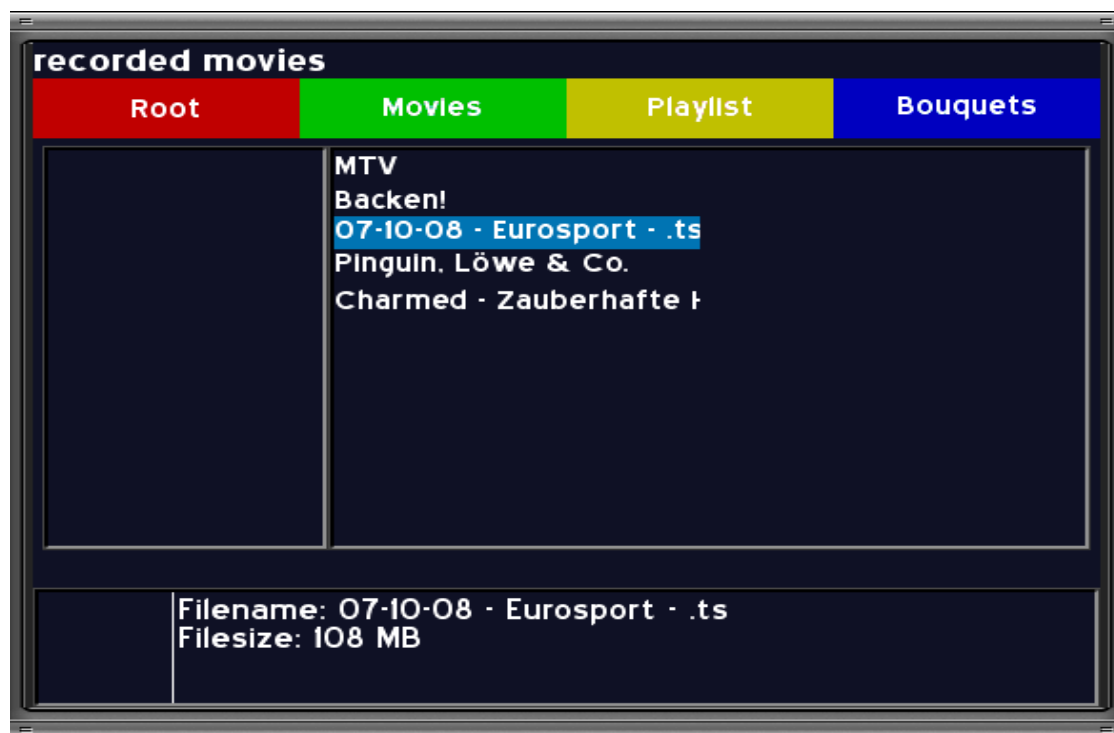 recorded movies
Root Movies Playlist Bouquets
MTV
Backen!
07-10-08 - Eurosport - .ts
Pinguin, Löwe & Co.
Charmed - Zauberhafte
Filename: 07-10-08 - Eurosport - .ts
Filesize: 108 MB